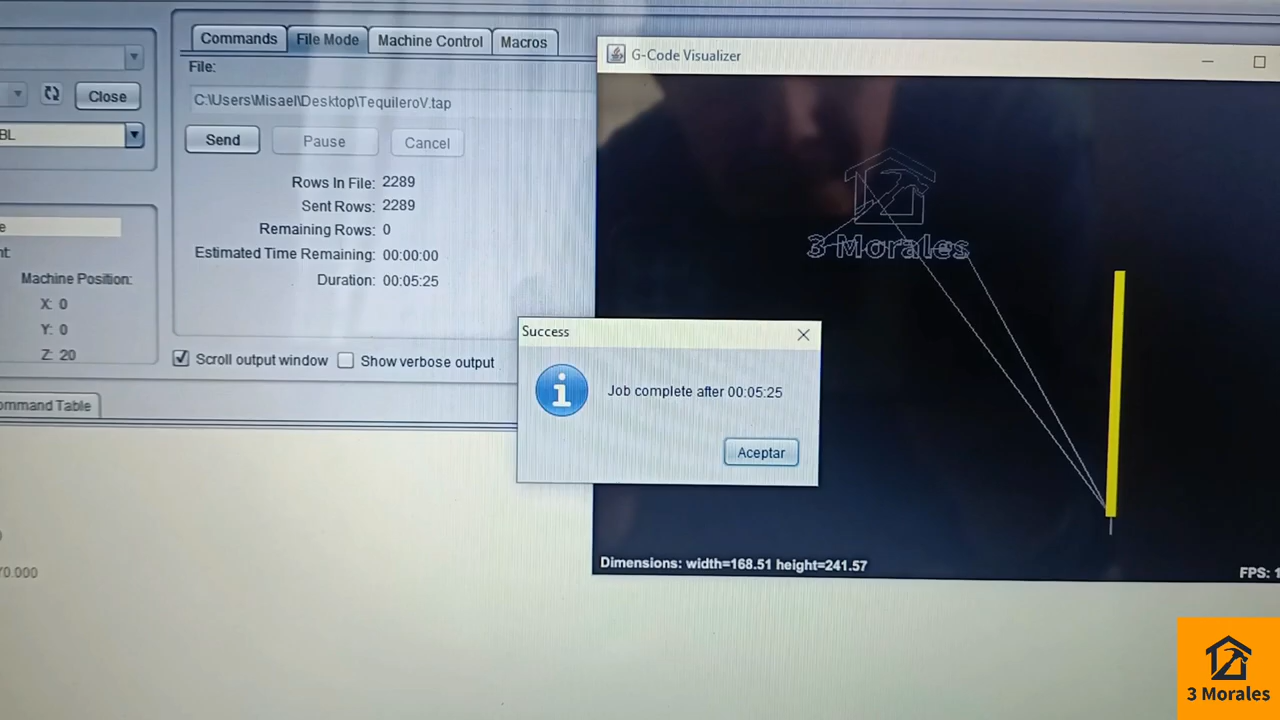 Commands File Mode Machine Control Macros
G-Code Visualizer
File:
C:\Users\Misael\Desktop\TequileroV.tap
Close
BL
Send Pause Cancel
Rows In File: 2289
Sent Rows: 2289
Remaining Rows: 0
Estimated Time Remaining: 00:00:00
Duration: 00:05:25
Machine Position:
X: 0
Y: 0
Z: 20
Scroll output window Show verbose output
ommand Table
3 Morales
Success
Job complete after 00:05:25
Aceptar
Dimensions: width=168.51 height=241.57
FPS: 1
0.000
3 Morales